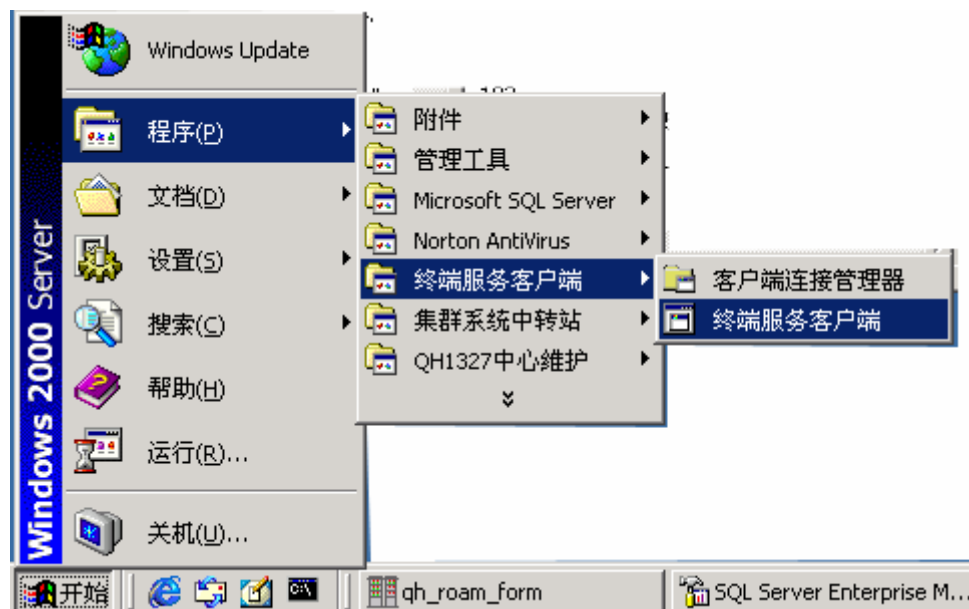 Windows 2000 Server
Windows Update
程序(P)
文档(D)
设置(S)
搜索(C)
帮助(H)
运行(R)...
关机(U)...
附件
管理工具
Microsoft SQL Server
Norton AntiVirus
终端服务客户端
集群系统中转站
QH1327中心维护
客户端连接管理器
终端服务客户端
开始
qh_roam_form
SQL Server Enterprise M...